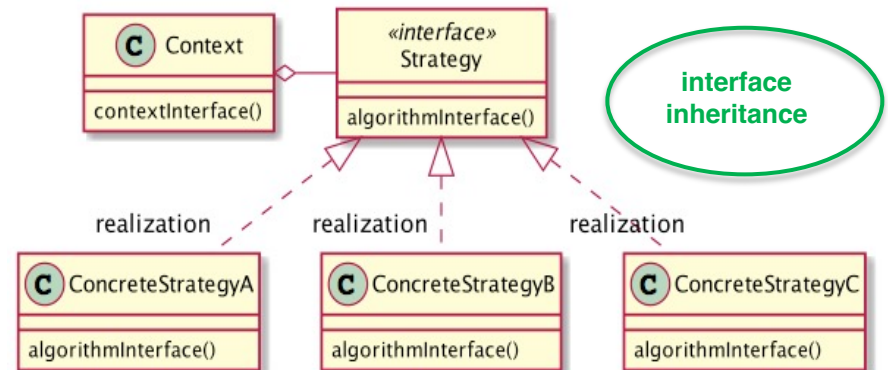 C Context
contextInterface()
«interface»
Strategy
algorithmInterface()
interface
inheritance
realization
realization
realization
C ConcreteStrategyA
algorithmInterface()
C ConcreteStrategyB
algorithmInterface()
C ConcreteStrategyC
algorithmInterface()